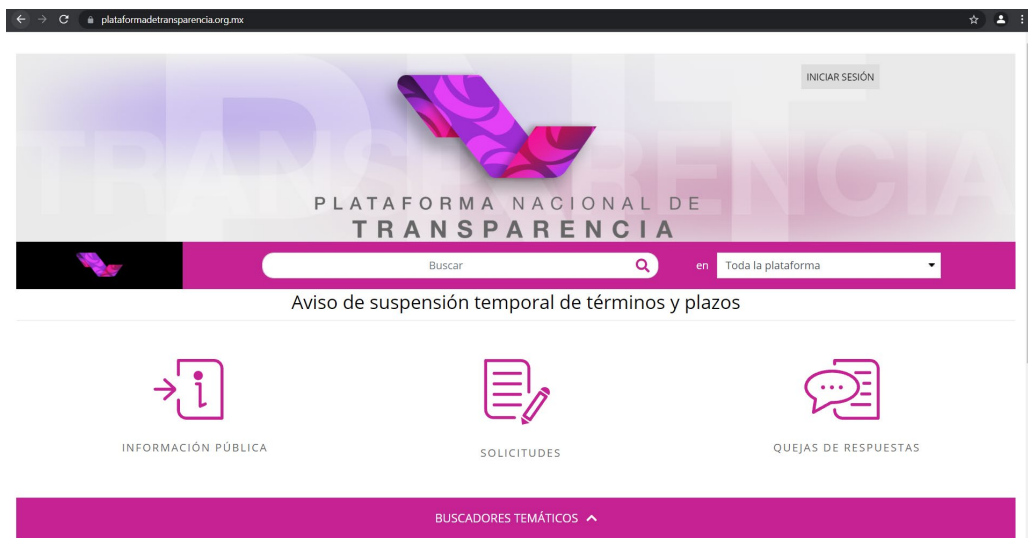 plataformadetransparencia.org.mx
PNT
TRANSPARENCIA
INICIAR SESIÓN
PLATAFORMA NACIONAL DE
TRANSPARENCIA
Buscar
en
Toda la plataforma
Aviso de suspensión temporal de términos y plazos
INFORMACIÓN PÚBLICA
SOLICITUDES
QUEJAS DE RESPUESTAS
BUSCADORES TEMÁTICOS